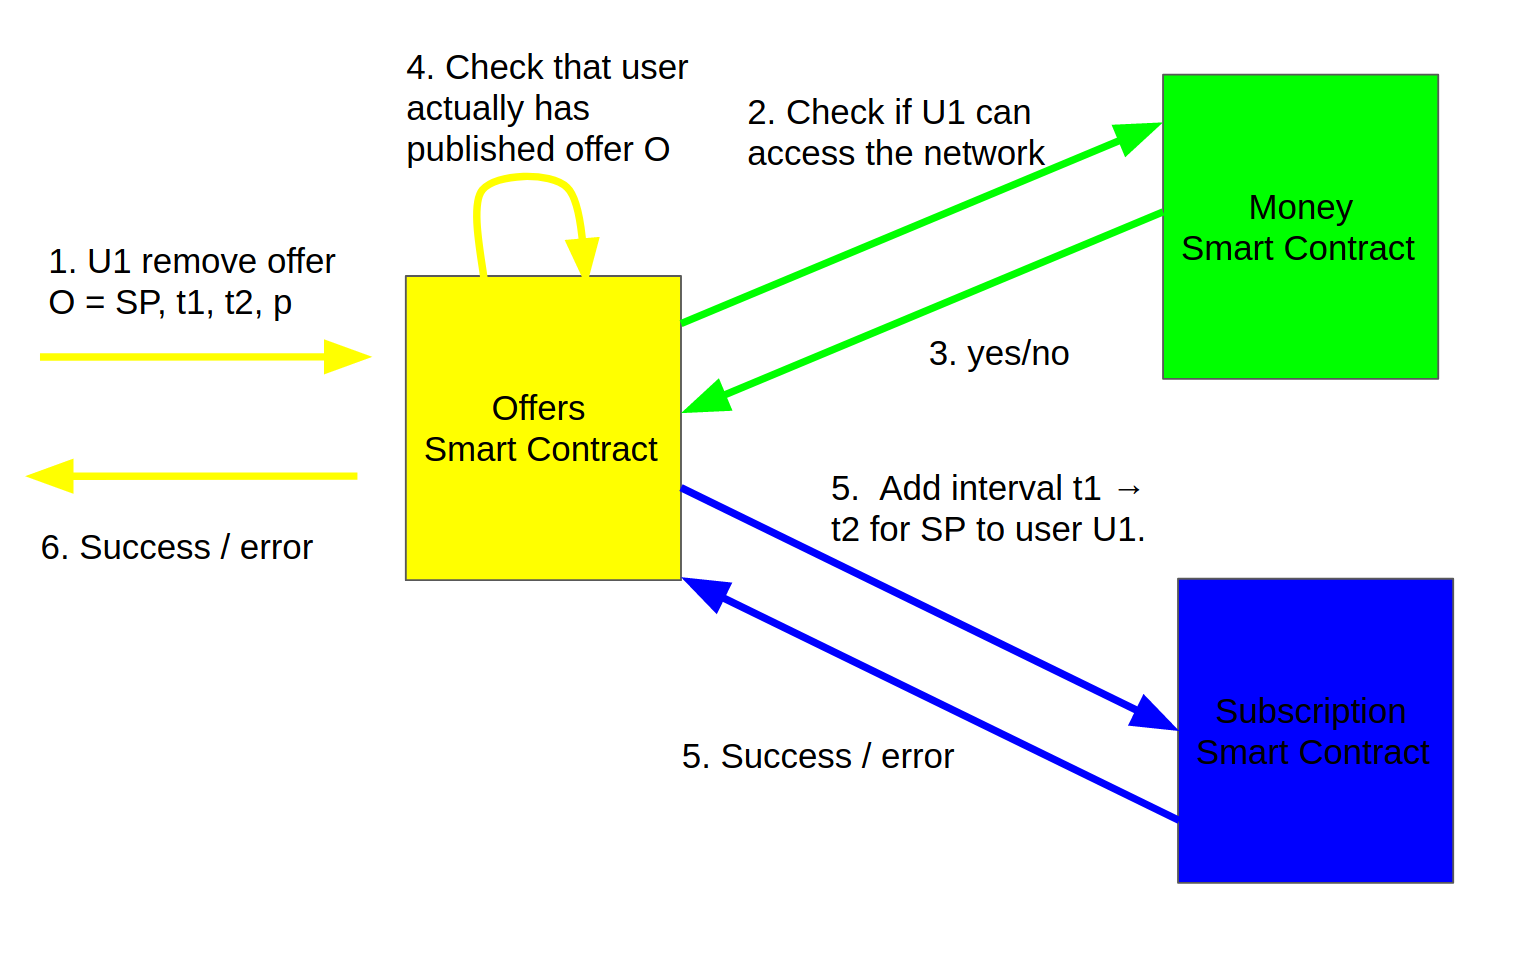 4. Check that user
actually has
published offer O
2. Check if U1 can
access the network
Money
Smart Contract
1. U1 remove offer
O = SP, t1, t2, p
3. yes/no
Offers
Smart Contract
5.  Add interval t1 →
t2 for SP to user U1.
6. Success / error
Subscription
Smart Contract
5. Success / error